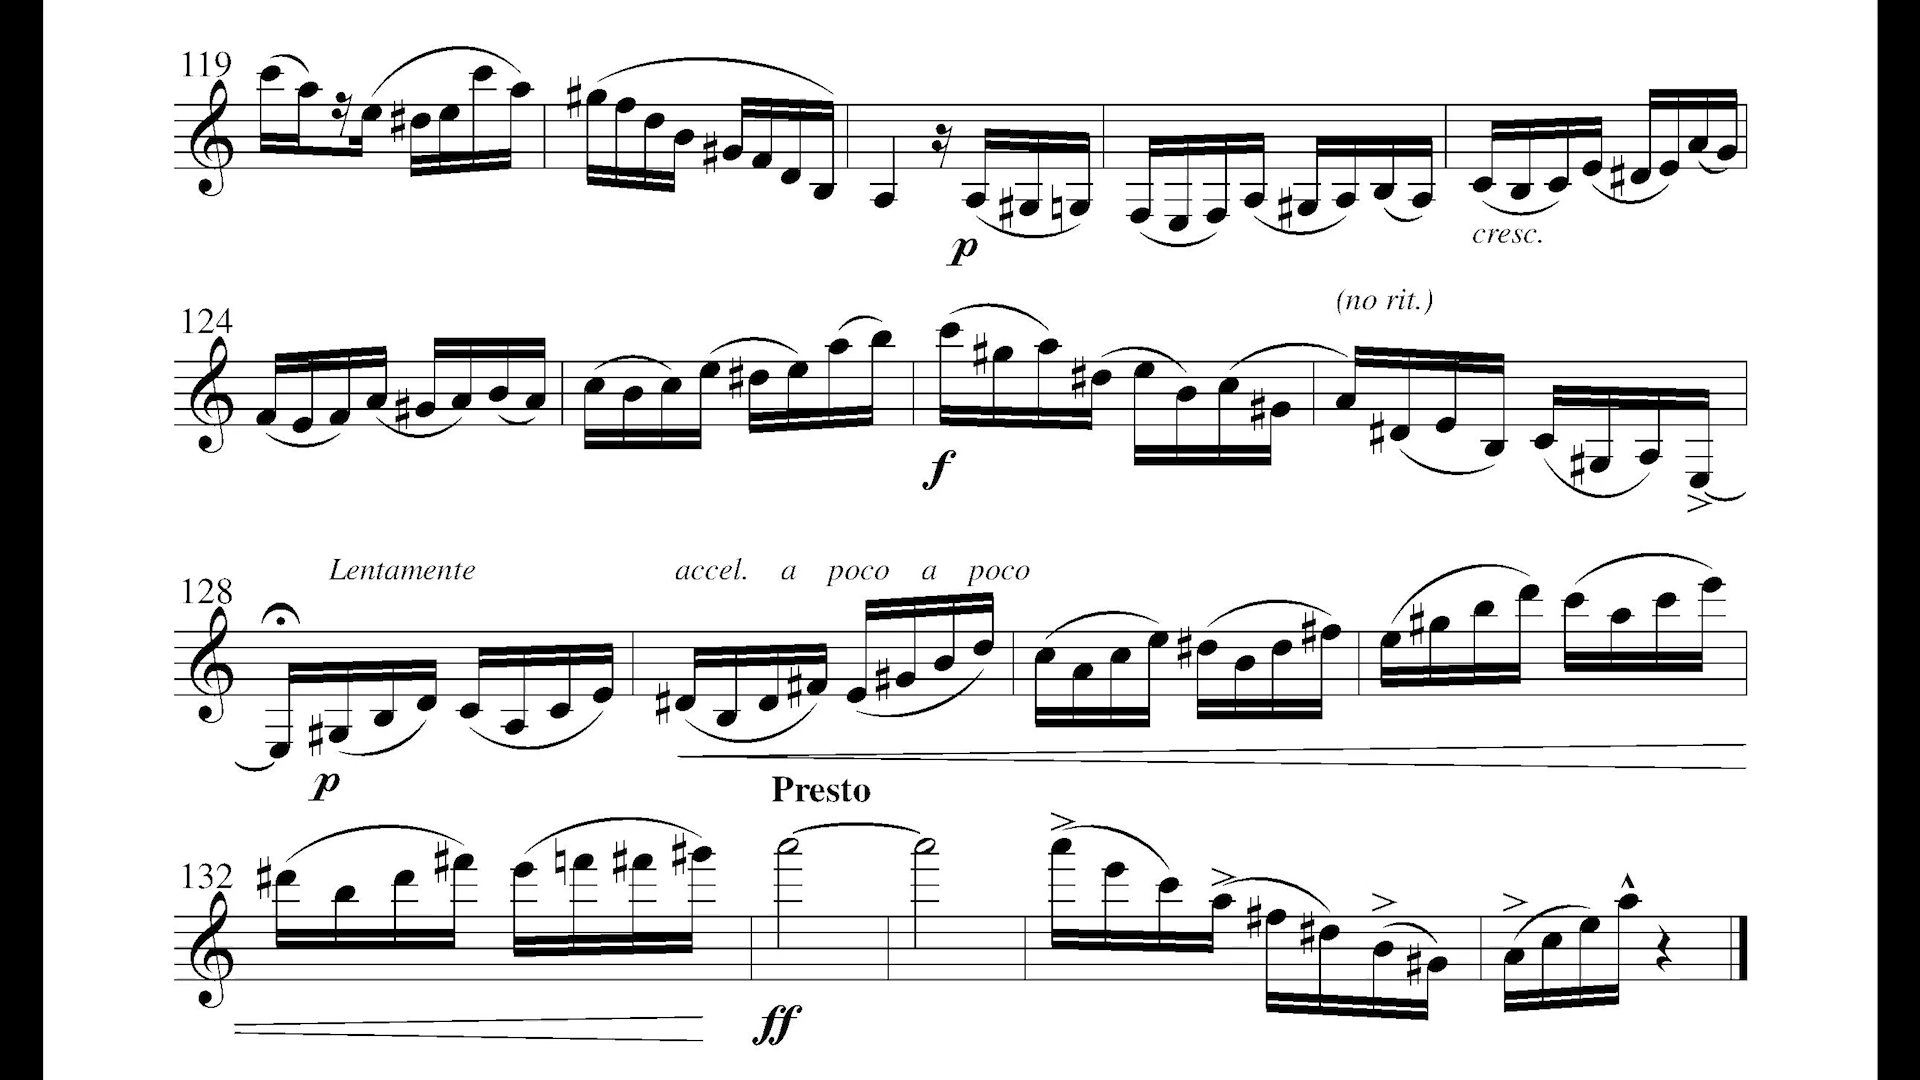 119
p
cresc.
124
(no rit.)
f
128
Lentamente
accel. a poco a poco
p
Presto
132
ff